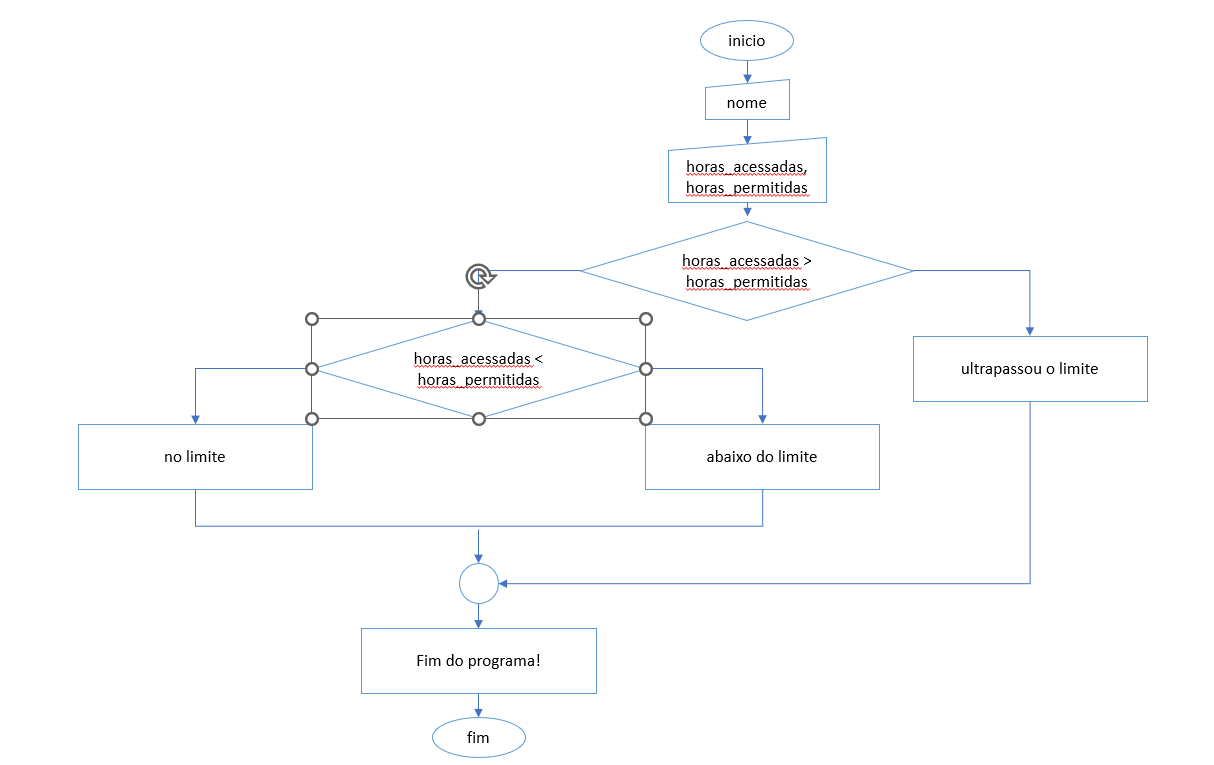 inicio
nome
horas_acessadas,
horas_permitidas
horas_acessadas >
horas_permitidas
horas_acessadas <
horas_permitidas
ultrapassou o limite
no limite
abaixo do limite
Fim do programa!
fim